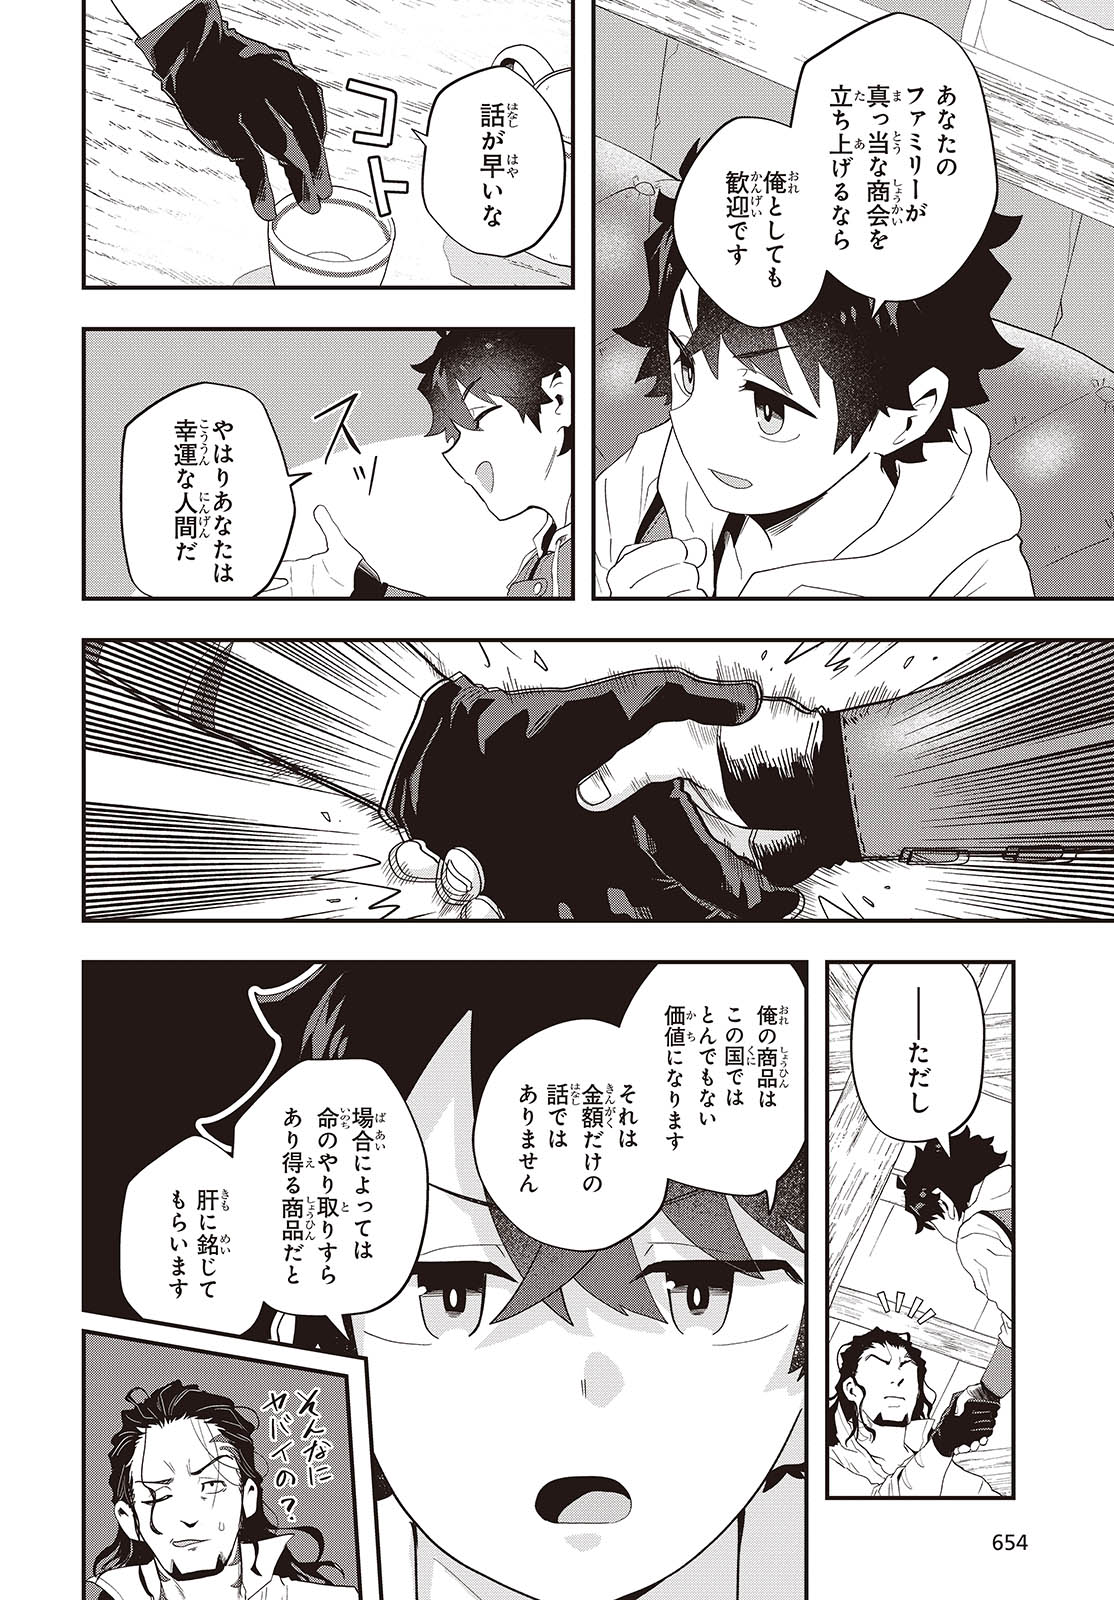 あなたの
ファミリーが
真っ当な商会を
立ち上げるなら
俺としても
歓迎です
コト
話が
早いな
スッ
やはりあなたは
幸運な人間だ
――ただし
俺の商品は
この国では
とんでもない
価値になります
それは
金額だけの
話では
ありません
場合によっては
命のやり取りすら
あり得る商品だと
肝に銘じて
もらいます
そんなに
ヤバイの?
654